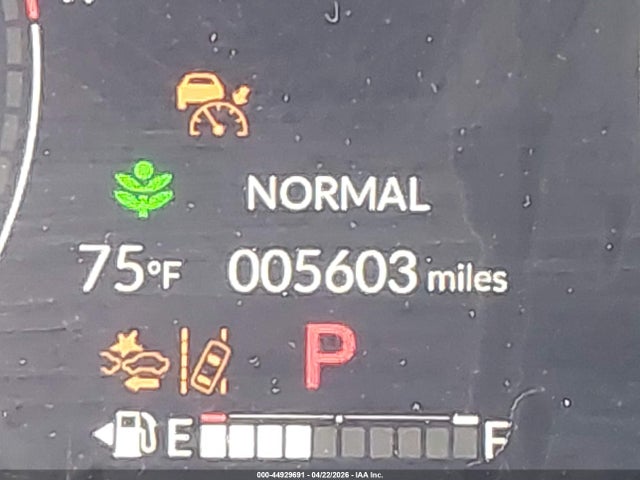 NORMAL
75°F 005603 miles
P
E F
000-44929691 - 04/22/2026 - IAA Inc.